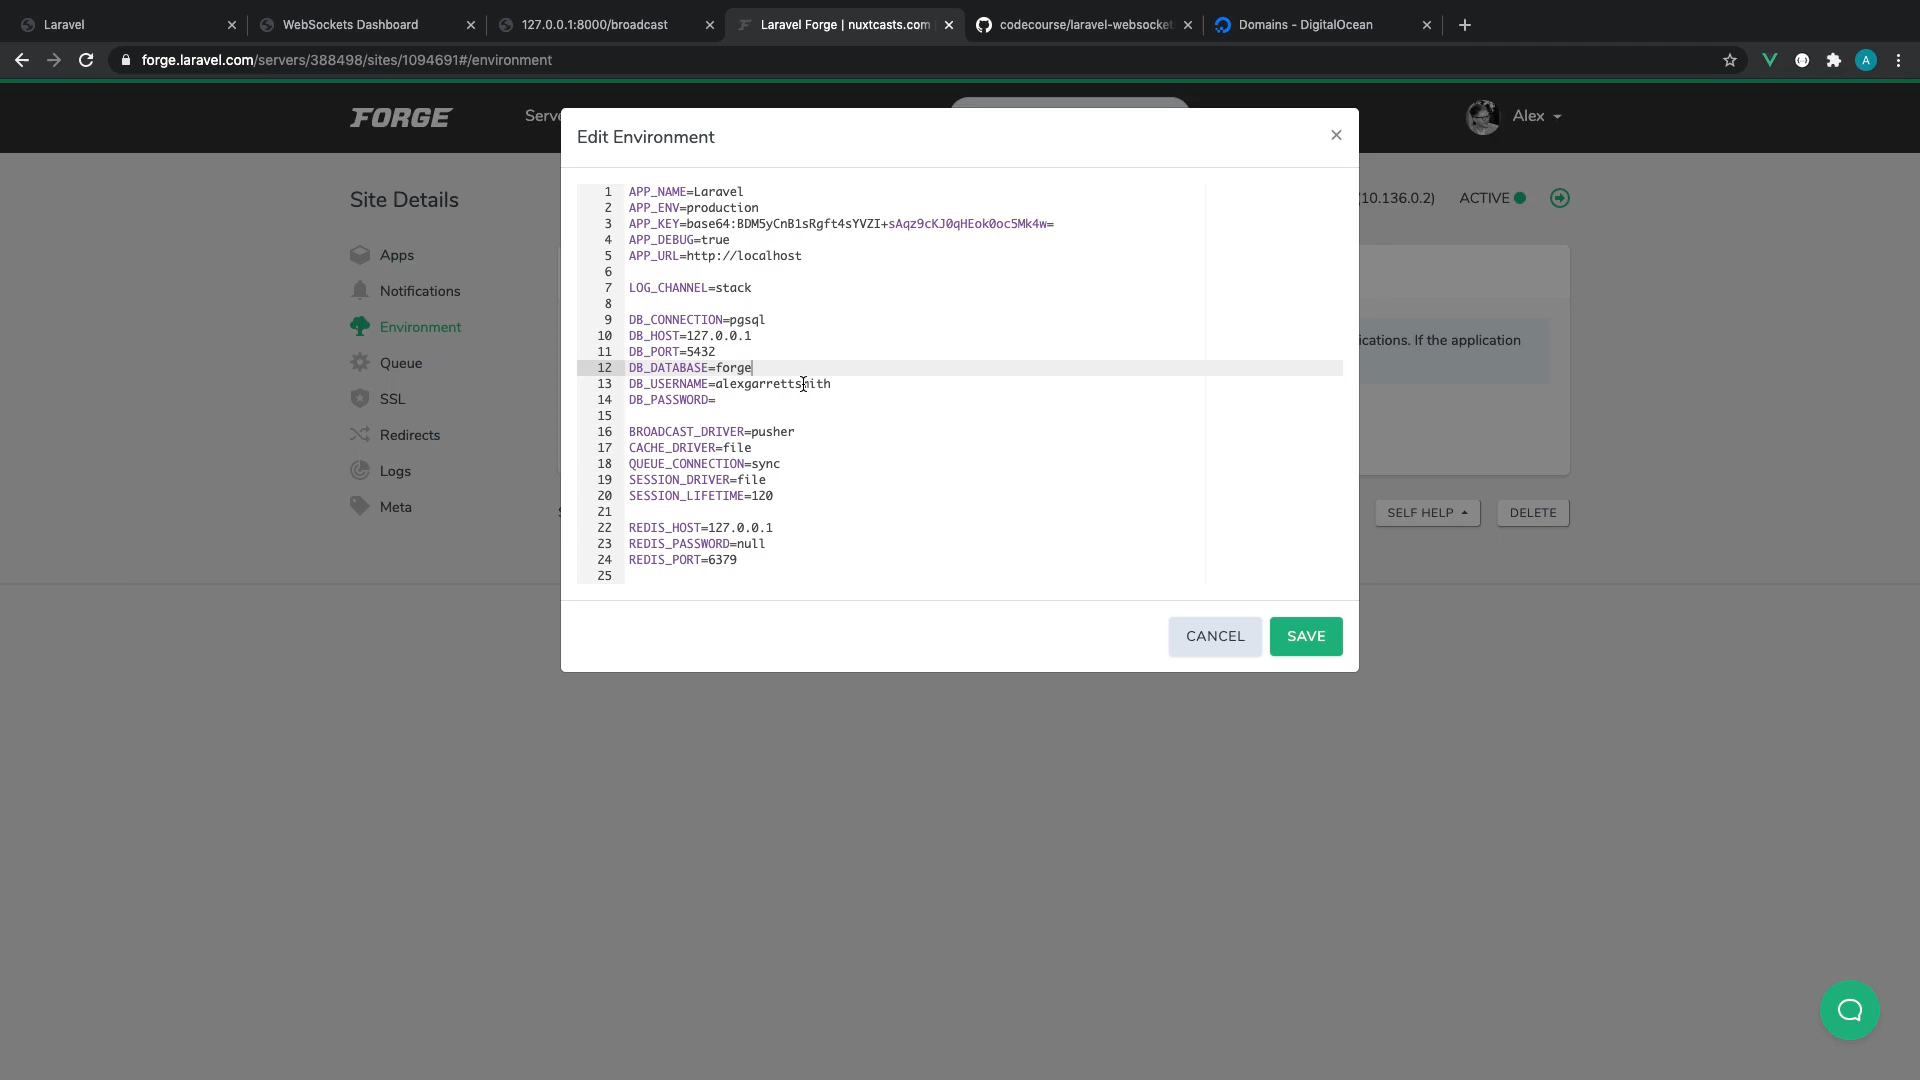 Laravel
WebSockets Dashboard
127.0.0.1:8000/broadcast
Laravel Forge | nuxtcasts.com
codecourse/laravel-websocket
Domains - DigitalOcean
forge.laravel.com/servers/388498/sites/1094691#/environment
A
FORGE
Serve
Alex
Site Details
(10.136.0.2)
ACTIVE
Apps
Notifications
Environment
Queue
SSL
Redirects
Logs
Meta
ications. If the application
SELF HELP
DELETE
Edit Environment
1 APP_NAME=Laravel
2 APP_ENV=production
3 APP_KEY=base64:BDM5yCnB1sRgft4sYVZI+sAqz9cKJ0qHEok0oc5Mk4w=
4 APP_DEBUG=true
5 APP_URL=http://localhost
6
7 LOG_CHANNEL=stack
8
9 DB_CONNECTION=pgsql
10 DB_HOST=127.0.0.1
11 DB_PORT=5432
12 DB_DATABASE=forge
13 DB_USERNAME=alexgarrettsmith
14 DB_PASSWORD=
15
16 BROADCAST_DRIVER=pusher
17 CACHE_DRIVER=file
18 QUEUE_CONNECTION=sync
19 SESSION_DRIVER=file
20 SESSION_LIFETIME=120
21
22 REDIS_HOST=127.0.0.1
23 REDIS_PASSWORD=null
24 REDIS_PORT=6379
25
CANCEL
SAVE